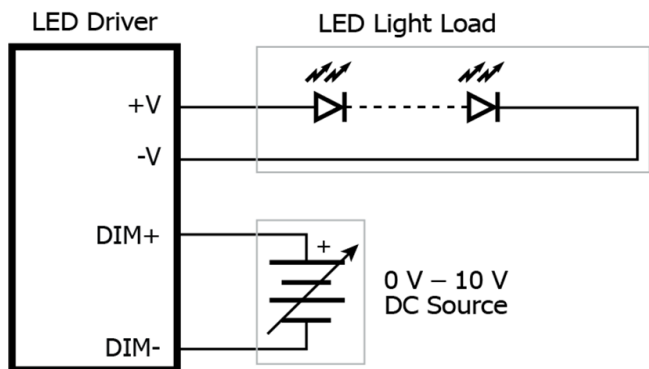 LED Driver
LED Light Load
+V
-V
DIM+
+
0 V – 10 V
DC Source
DIM-